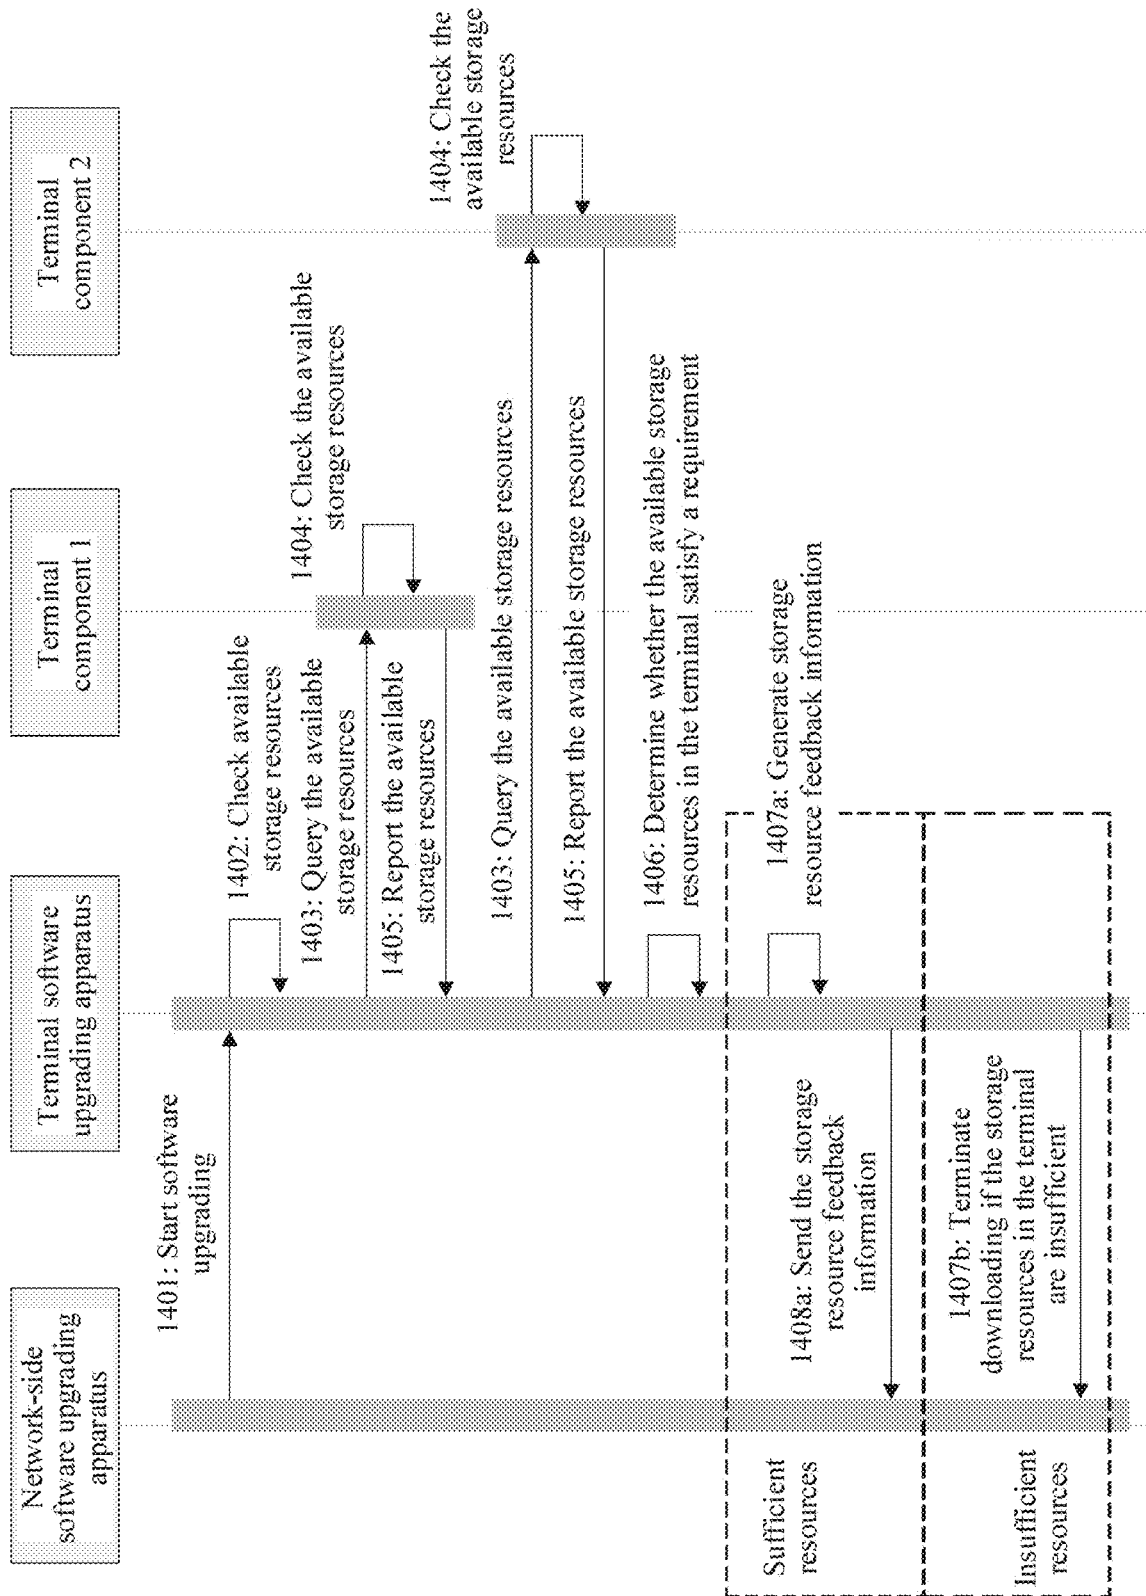 Network-side
software upgrading
apparatus
Terminal software
upgrading apparatus
Terminal
component 1
Terminal
component 2
1401: Start software
upgrading
1402: Check available
storage resources
1403: Query the available
storage resources
1404: Check the available
storage resources
1405: Report the available
storage resources
1403: Query the available storage resources
1404: Check the
available storage
resources
1405: Report the available storage resources
1406: Determine whether the available storage
resources in the terminal satisfy a requirement
Sufficient
resources
1407a: Generate storage
resource feedback information
1408a: Send the storage
resource feedback
information
Insufficient
resources
1407b: Terminate
downloading if the storage
resources in the terminal
are insufficient